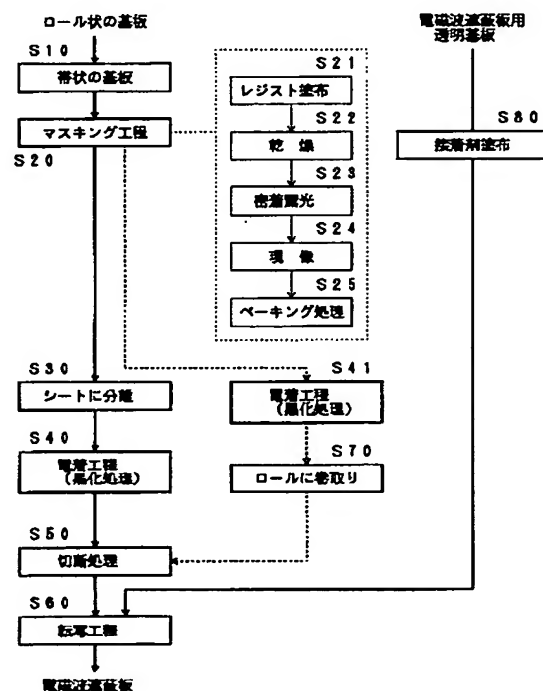 ロール状の基板
S10
帯状の基板
マスキング工程
S20
S21
レジスト塗布
S22
乾 燥
S23
密着露光
S24
現 像
S25
ベーキング処理
電磁波遮蔽板用
透明基板
S80
接着剤塗布
S30
シートに分離
S40
電着工程
(黒化処理)
S41
電着工程
(黒化処理)
S70
ロールに巻取り
S50
切断処理
S60
転写工程
電磁波遮蔽板